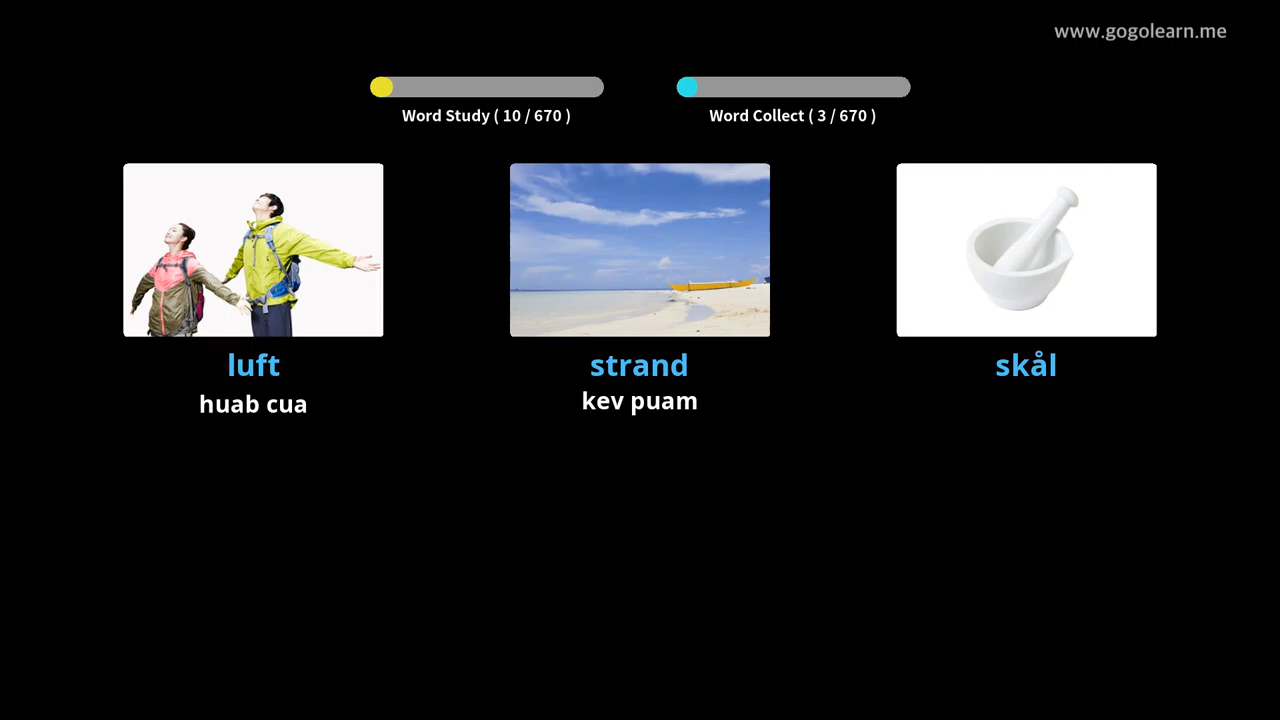 www.gogolearn.me
Word Study ( 10 / 670 )
Word Collect ( 3 / 670 )
luft
huab cua
strand
kev puam
skål